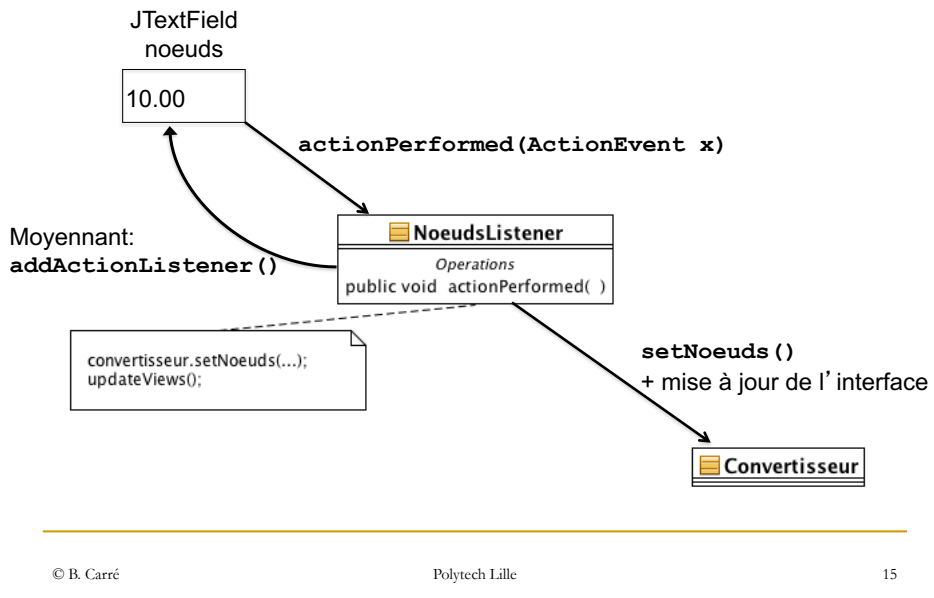 JTextField
noeuds
10.00
actionPerformed(ActionEvent x)
Moyennant:
addActionListener()
NoeudsListener
Operations
public void actionPerformed( )
convertisseur.setNoeuds(...);
updateViews();
setNoeuds()
+ mise à jour de l’interface
Convertisseur
© B. Carré
Polytech Lille
15